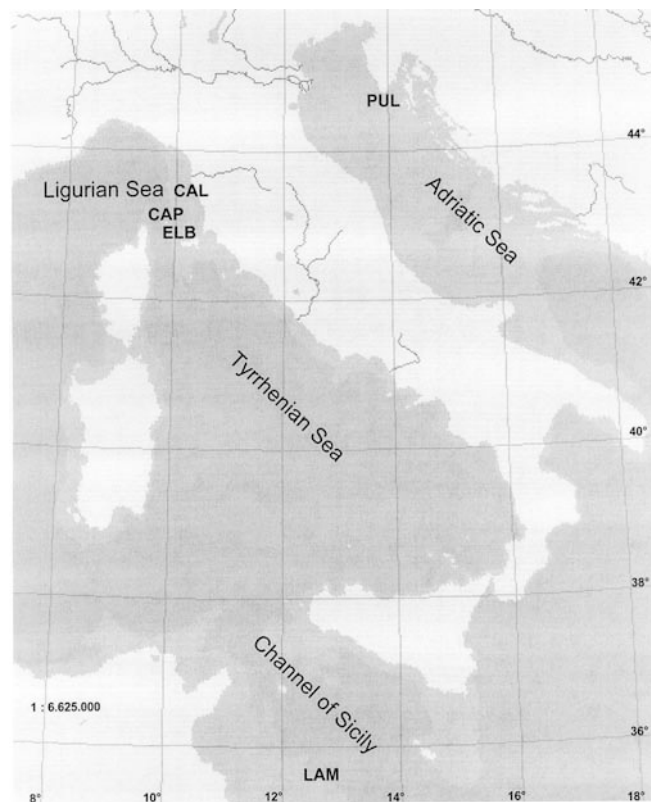 PUL
44°
Ligurian Sea CAL
CAP
ELB
Adriatic Sea
42°
Tyrrhenian Sea
40°
38°
Channel of Sicily
1 : 6.625.000
36°
LAM
8° 10° 12° 14° 16° 18°